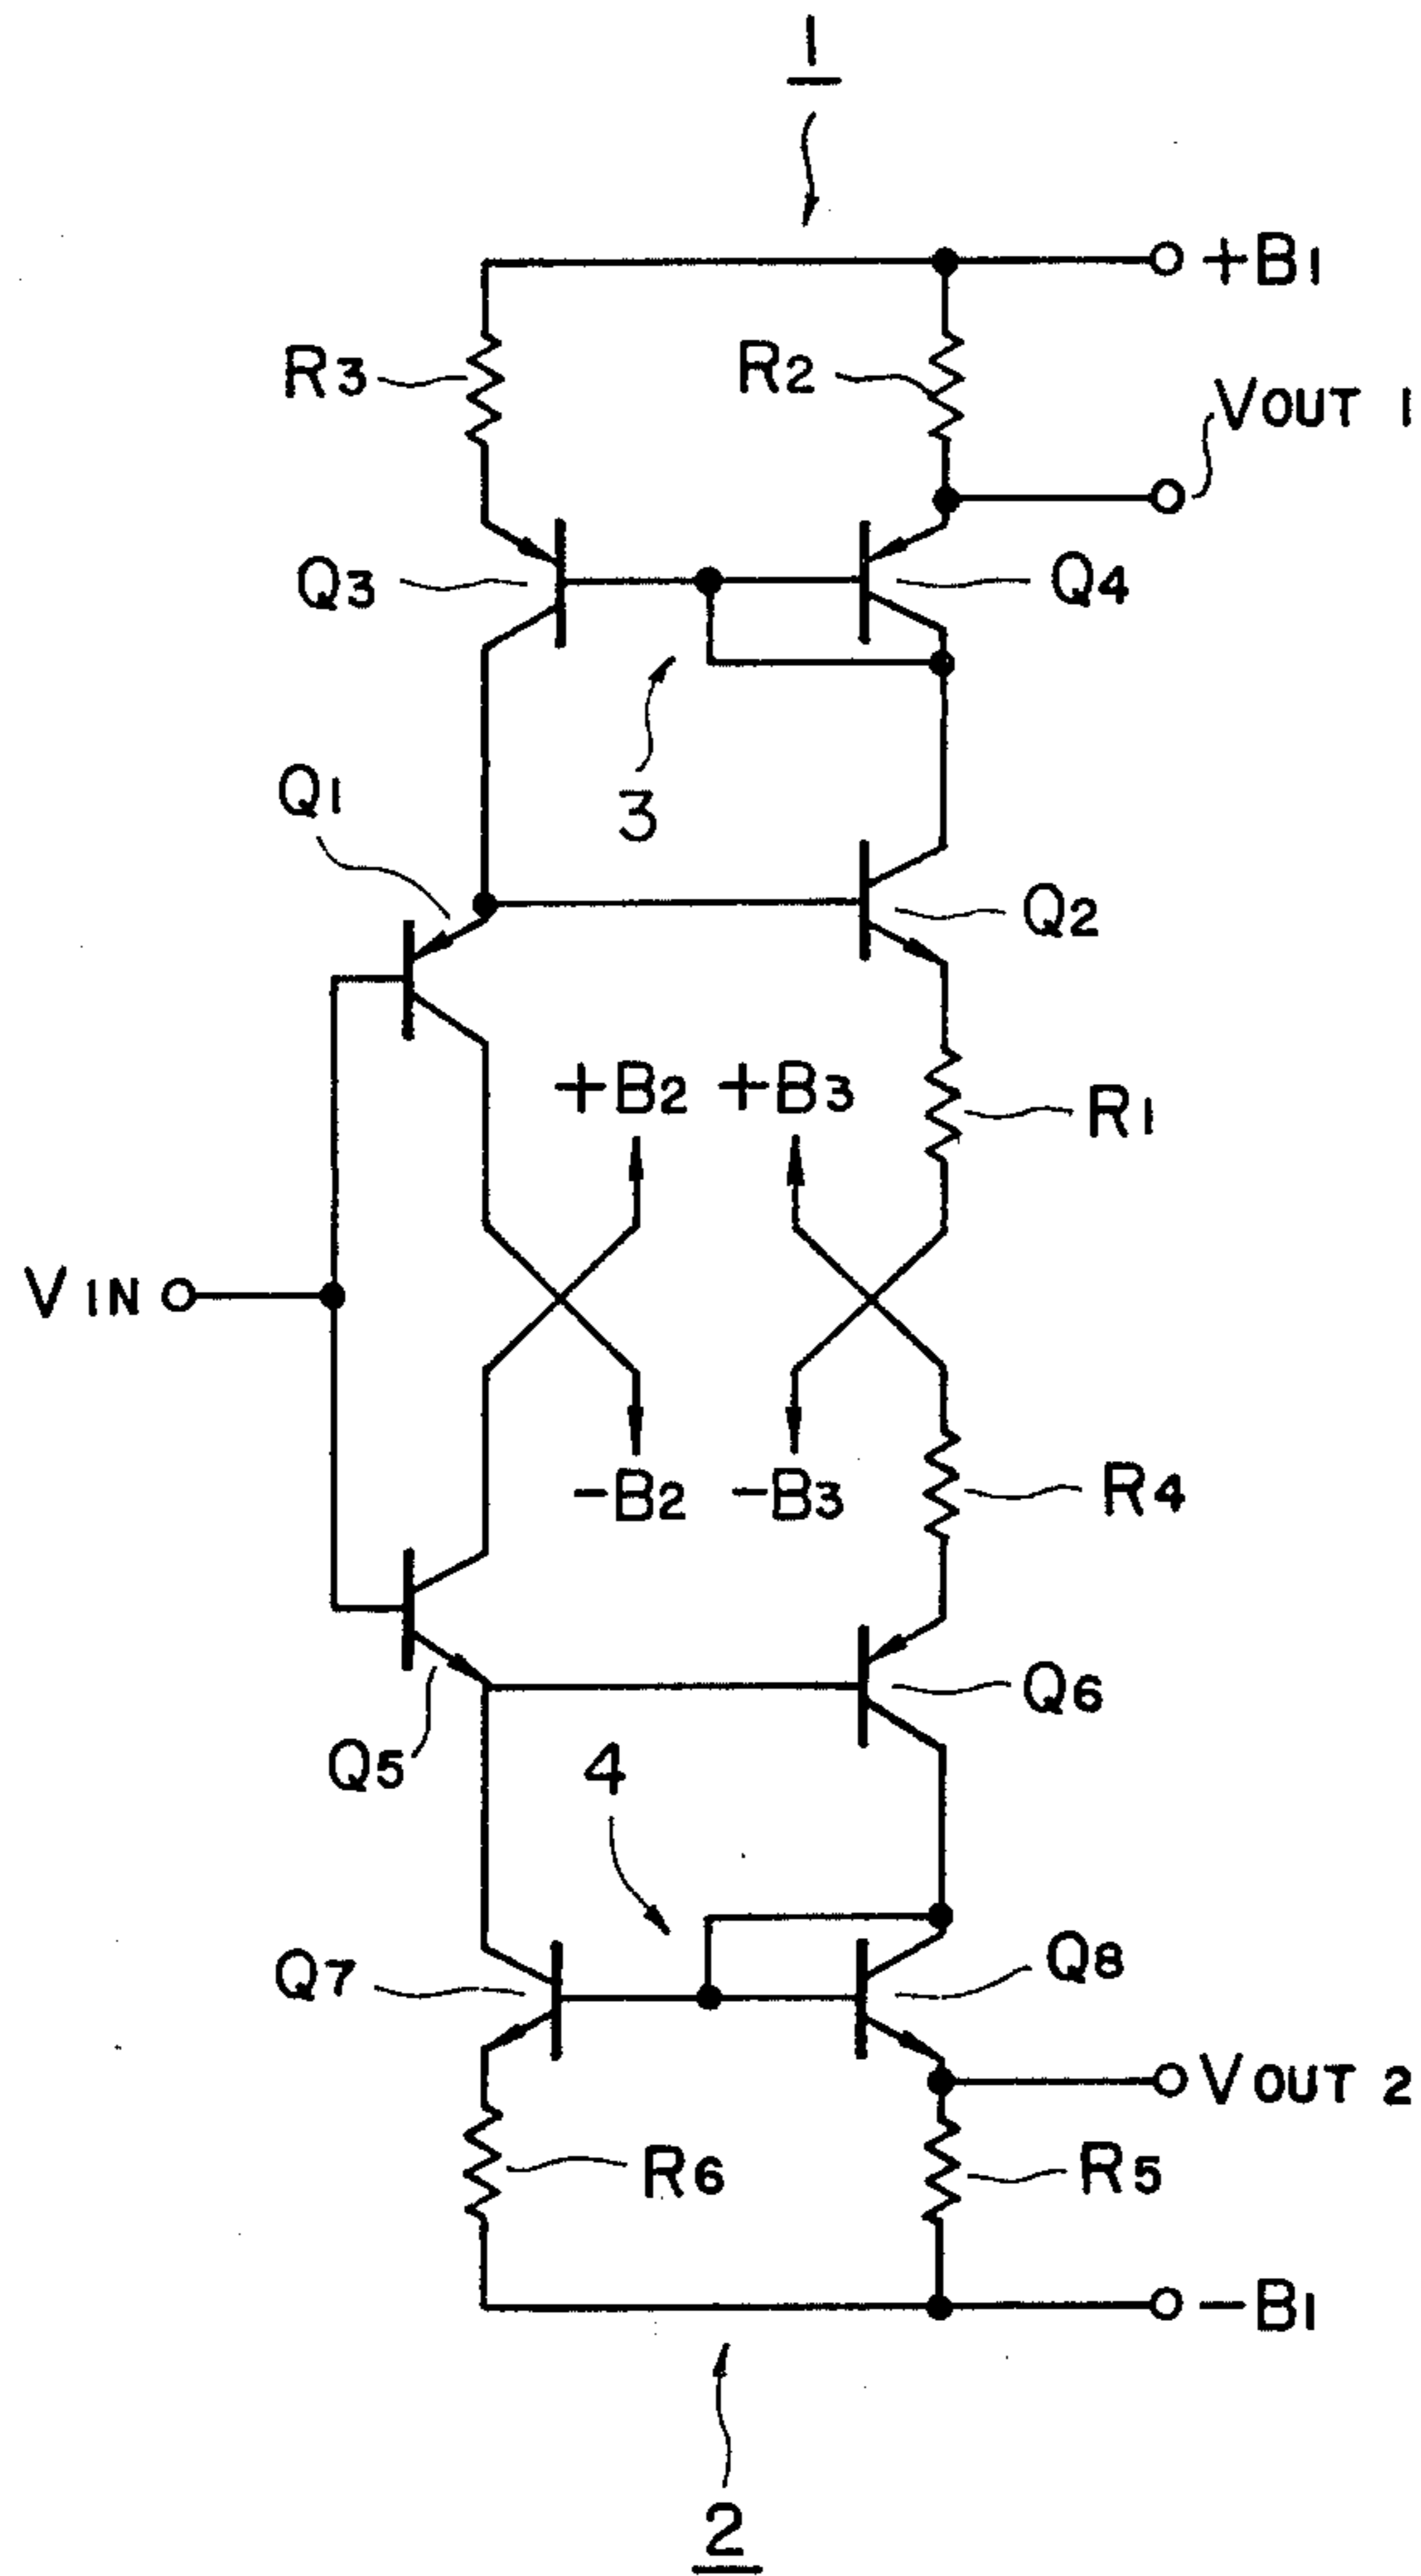 1
+B1
R3
R2
VOUT 1
Q3
Q4
3
Q1
Q2
+B2
+B3
R1
VIN
-B2
-B3
R4
Q6
Q5
4
Q7
Q8
VOUT 2
R6
R5
-B1
2